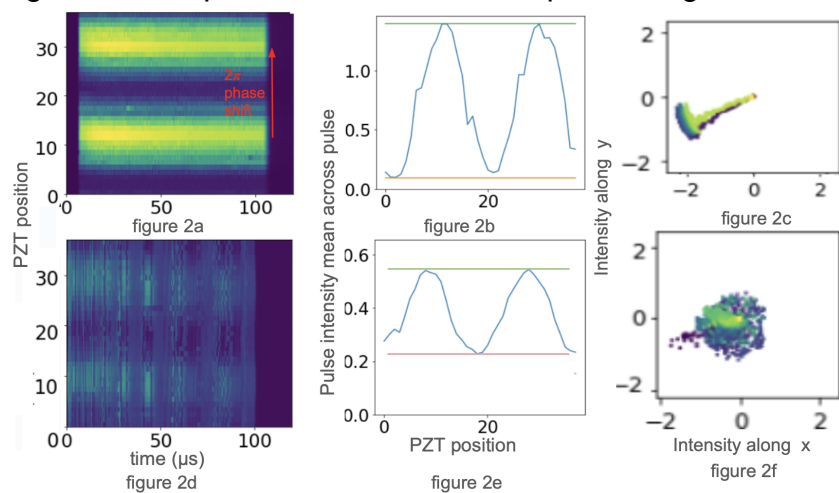 30
20
10
0
0
50
100
2π
phase
shift
figure 2a
PZT position
1.0
0.5
0.0
0
20
figure 2b
Pulse intensity mean across pulse
2
0
−2
−2
0
2
figure 2c
Intensity along y
30
20
10
0
0
50
100
time (μs)
figure 2d
0.6
0.4
0.2
0.0
0
20
PZT position
figure 2e
2
0
−2
−2
0
2
Intensity along x
figure 2f